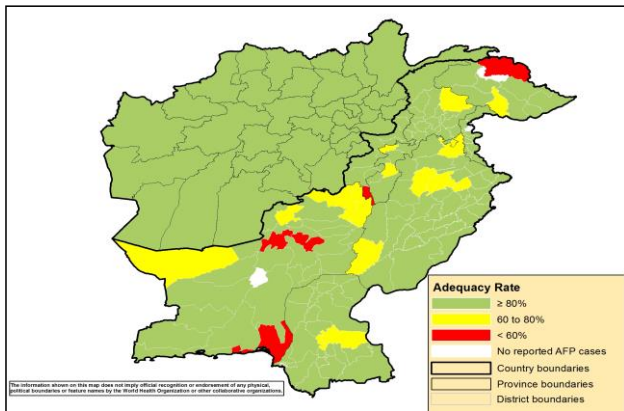 Adequacy Rate
≥ 80%
60 to 80%
< 60%
No reported AFP cases
Country boundaries
Province boundaries
District boundaries
The information shown on this map does not imply official recognition or endorsement of any physical,
political boundaries or feature names by the World Health Organization or other collaborative organizations.